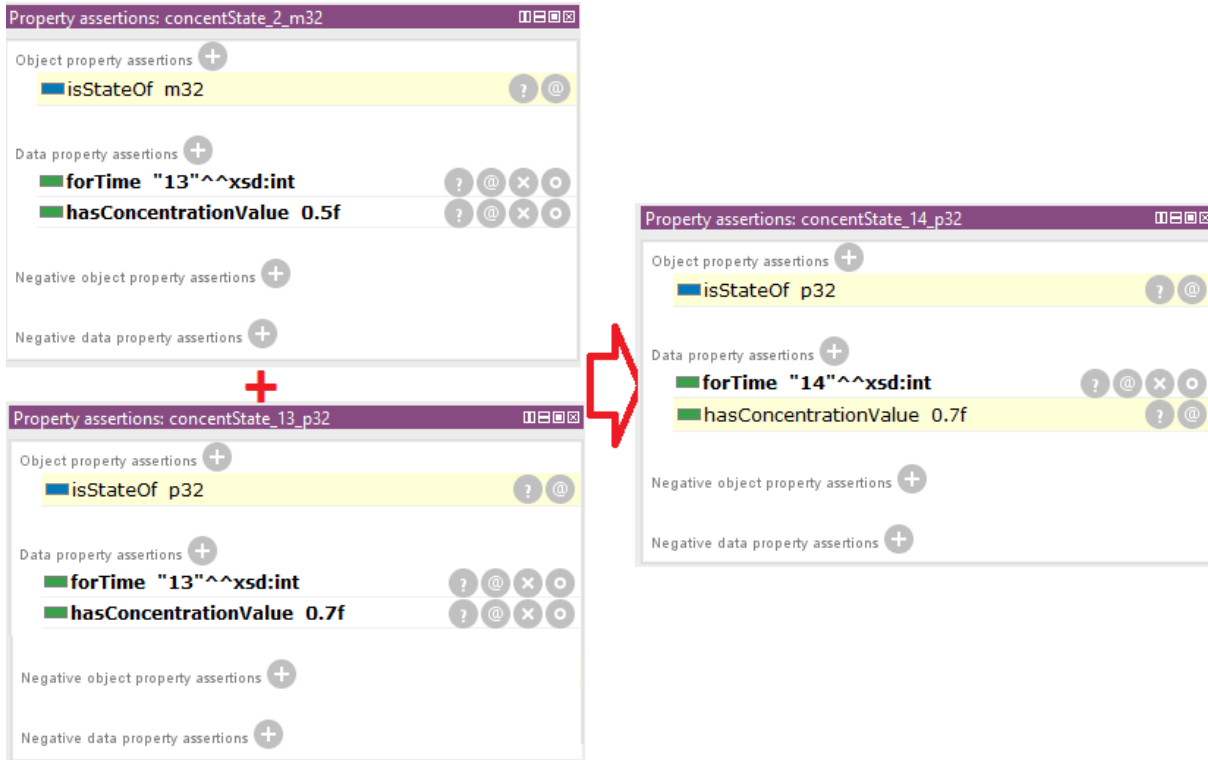 Property assertions: concentState_2_m32
Object property assertions
isStateOf m32
Data property assertions
forTime "13"^^xsd:int
hasConcentrationValue 0.5f
Negative object property assertions
Negative data property assertions
Property assertions: concentState_13_p32
Object property assertions
isStateOf p32
Data property assertions
forTime "13"^^xsd:int
hasConcentrationValue 0.7f
Negative object property assertions
Negative data property assertions
Property assertions: concentState_14_p32
Object property assertions
isStateOf p32
Data property assertions
forTime "14"^^xsd:int
hasConcentrationValue 0.7f
Negative object property assertions
Negative data property assertions